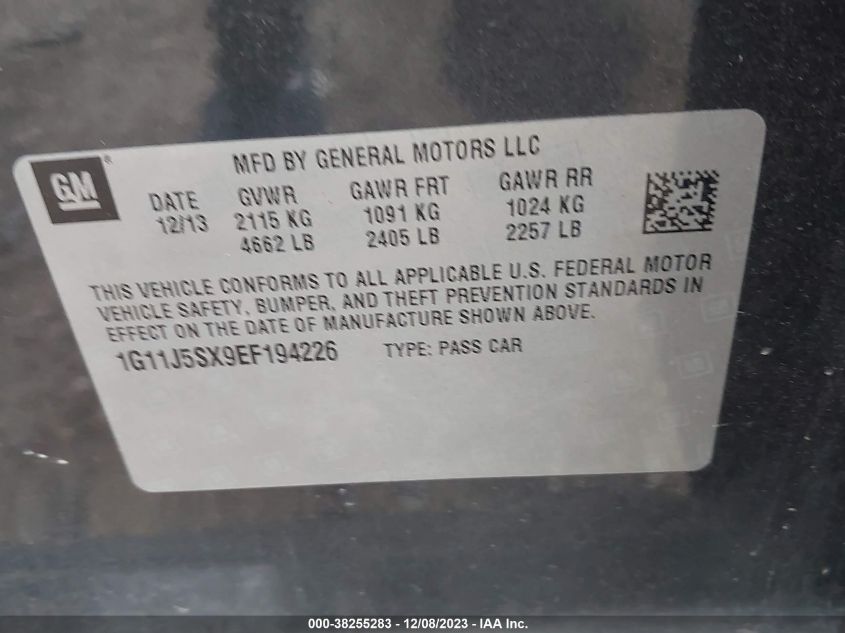 GM®
MFD BY GENERAL MOTORS LLC
DATE GVWR GAWR FRT GAWR RR
12/13 2115 KG 1091 KG 1024 KG
4662 LB 2405 LB 2257 LB
THIS VEHICLE CONFORMS TO ALL APPLICABLE U.S. FEDERAL MOTOR
VEHICLE SAFETY, BUMPER, AND THEFT PREVENTION STANDARDS IN
EFFECT ON THE DATE OF MANUFACTURE SHOWN ABOVE.
1G11J5SX9EF194226 TYPE: PASS CAR
000-38255283 - 12/08/2023 - IAA Inc.